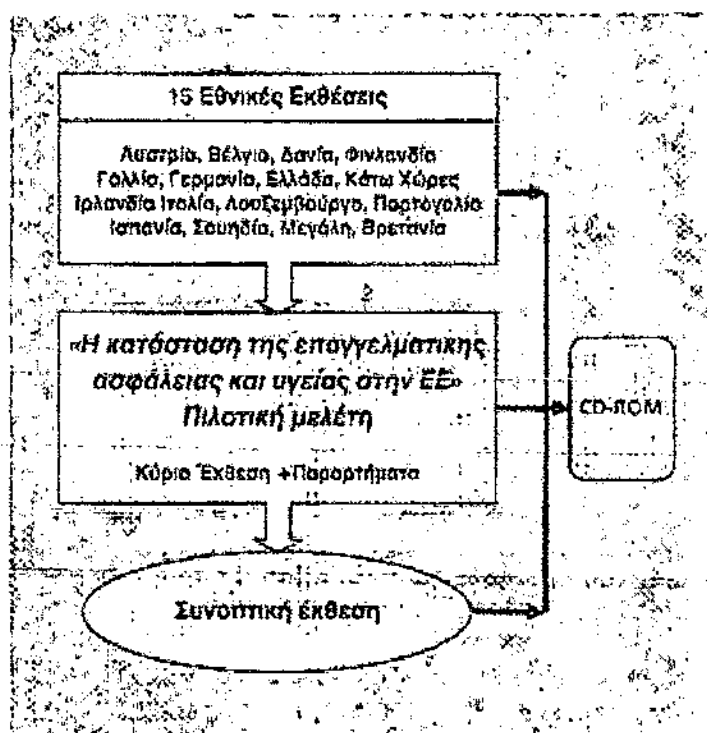 15 Εθνικές Εκθέσεις
Αυστρία, Βέλγιο, Δανία, Φινλανδία
Γαλλία, Γερμανία, Ελλάδα, Κάτω Χώρες
Ιρλανδία Ιταλία, Λουξεμβούργο, Πορτογαλία
Ισπανία, Σουηδία, Μεγάλη, Βρετανία
«Η κατάσταση της επαγγελματικης
ασφάλειας και υγείας στην ΕΕ»
Πιλοτική μελέτη
Κύρια Έκθεση +Παραρτήματα
CD-ROM
Συνοπτική έκθεση